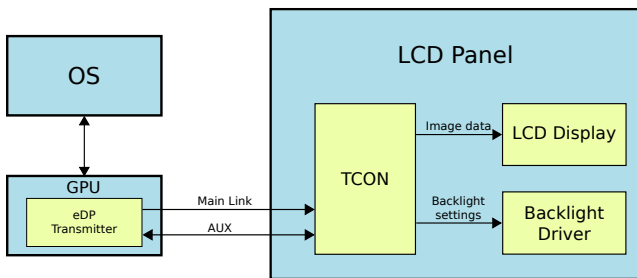 OS
GPU
eDP
Transmitter
Main Link
AUX
LCD Panel
TCON
Image data
LCD Display
Backlight
settings
Backlight
Driver